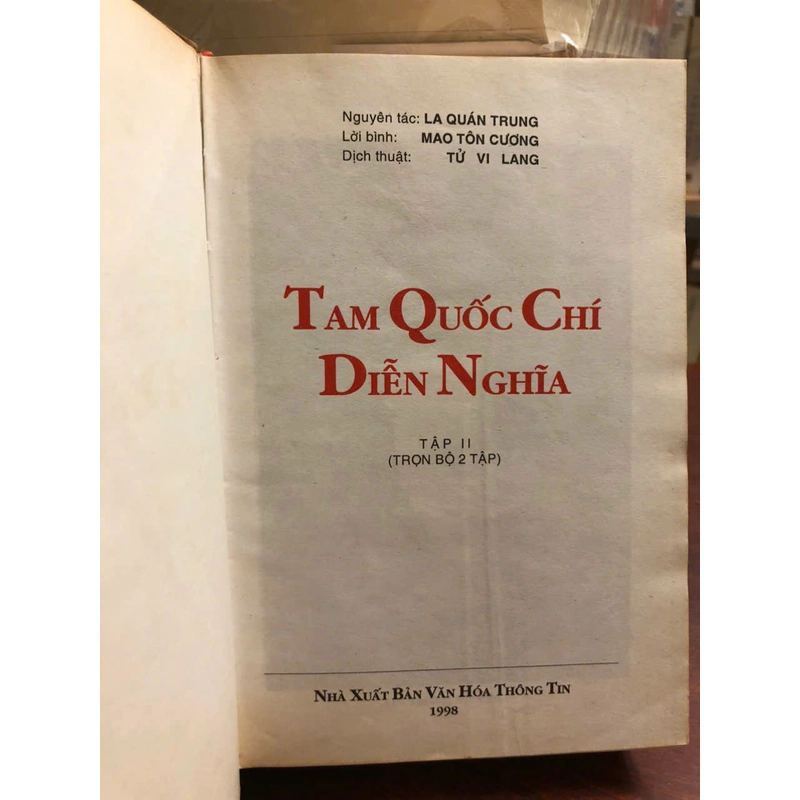 Nguyên tác: LA QUÁN TRUNG
Lời bình: MAO TÔN CƯƠNG
Dịch thuật: TỬ VI LANG
TAM QUỐC CHÍ
DIỄN NGHĨA
TẬP II
(TRỌN BỘ 2 TẬP)
NHÀ XUẤT BẢN VĂN HÓA THÔNG TIN
1998